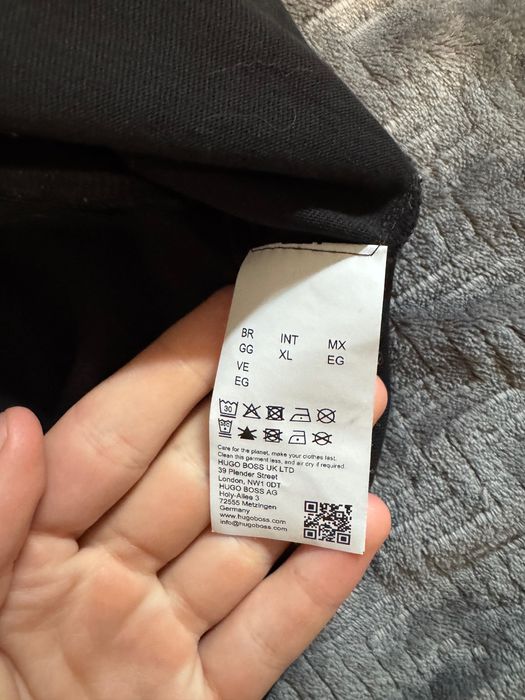 BR
GG
VE
EG
INT
XL
MX
EG
30
Care for the planet, make your clothes last.
Clean this garment less, and air dry if required.
HUGO BOSS UK LTD
39 Plender Street
London, NW1 0DT
HUGO BOSS AG
Holy-Allee 3
72555 Metzingen
Germany
www.hugoboss.com
info@hugoboss.com